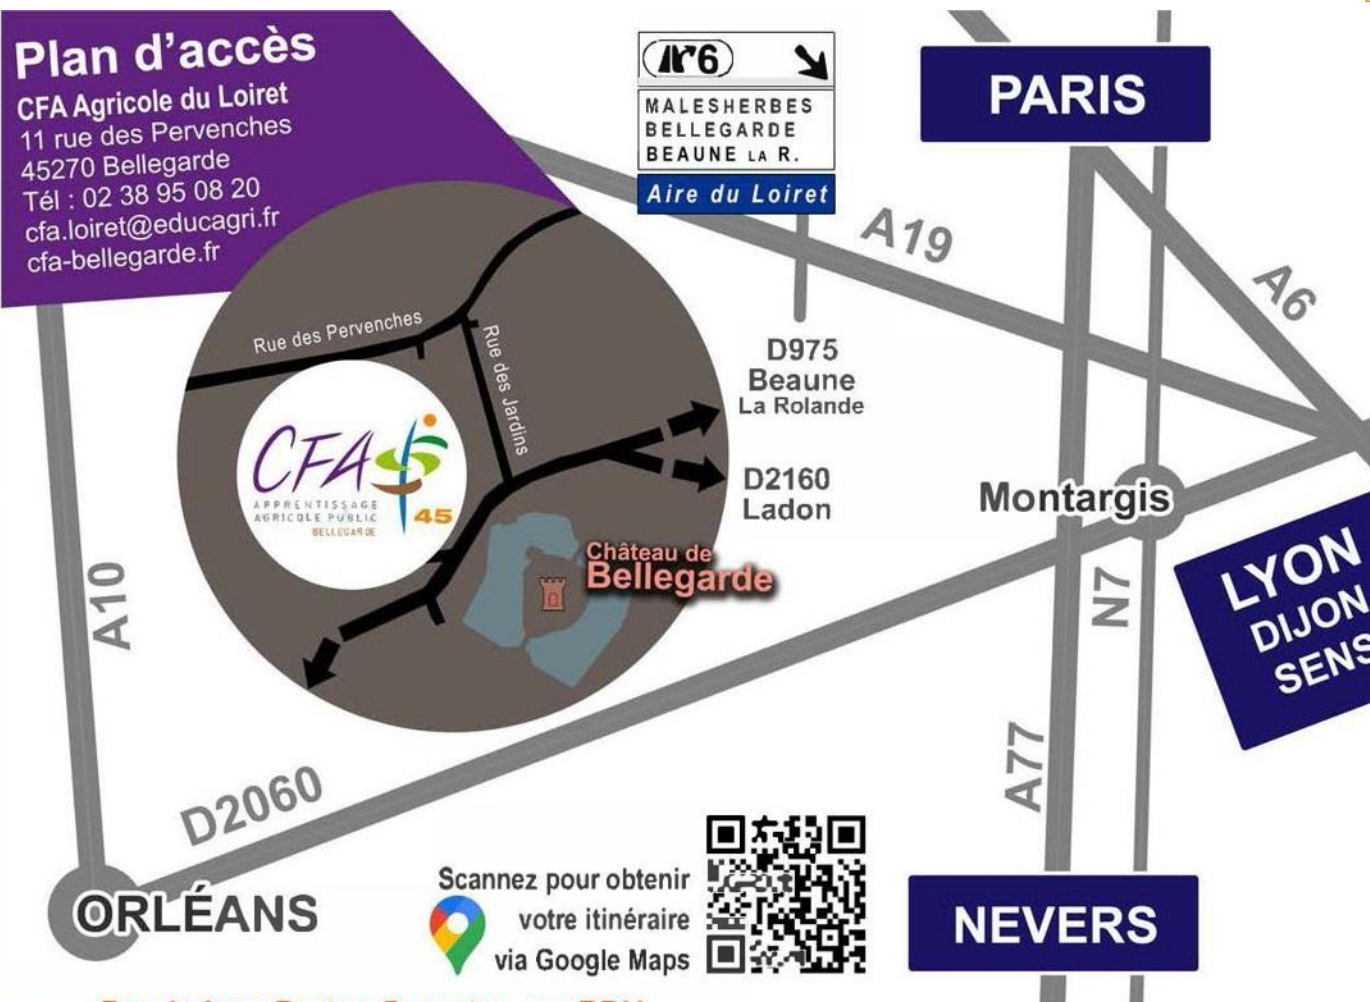 Plan d'accès
CFA Agricole du Loiret
11 rue des Pervenches
45270 Bellegarde
Tél : 02 38 95 08 20
cfa.loiret@educagri.fr
cfa-bellegarde.fr
6
MALESHERBES
BELLEGARDE
BEAUNE LA R.
Aire du Loiret
PARIS
A19
A6
Rue des Pervenches
Rue des Jardins
D975
Beaune
La Rolande
D2160
Ladon
CFA
APPRENTISSAGE
AGRICOLE PUBLIC
45
BELLEGARDE
Château de
Bellegarde
Montargis
LYON
DIJON
SENS
A10
N7
A77
D2060
ORLÉANS
Scannez pour obtenir
votre itinéraire
via Google Maps
NEVERS